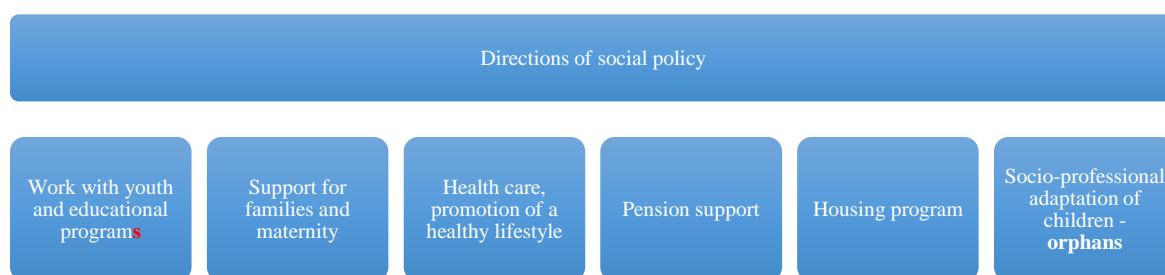 Directions of social policy
Work with youth
and educational
programs
Support for
families and
maternity
Health care,
promotion of a
healthy lifestyle
Pension support
Housing program
Socio-professional
adaptation of
children -
orphans